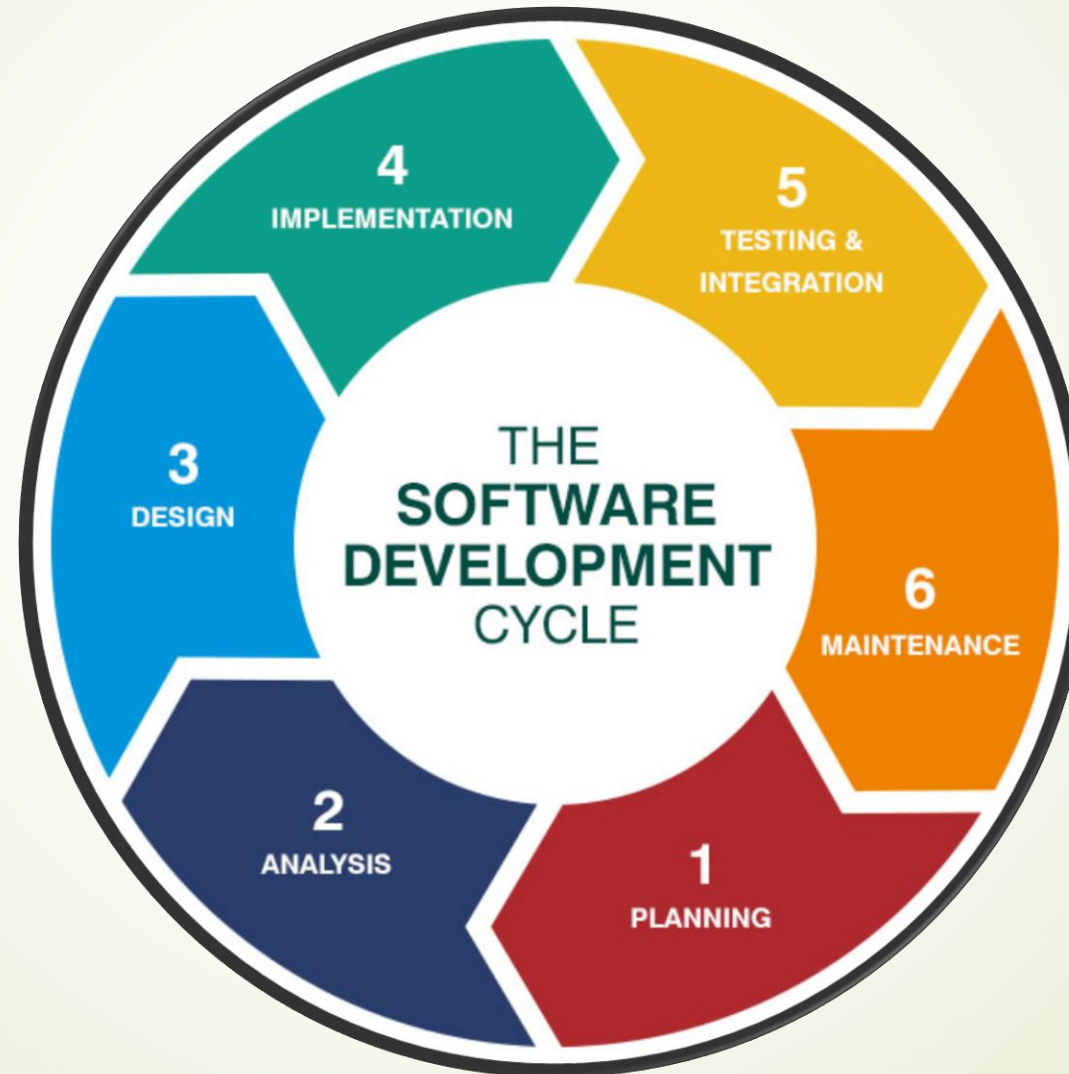 4
IMPLEMENTATION
5
TESTING &
INTEGRATION
3
DESIGN
THE
SOFTWARE
DEVELOPMENT
CYCLE
6
MAINTENANCE
2
ANALYSIS
1
PLANNING